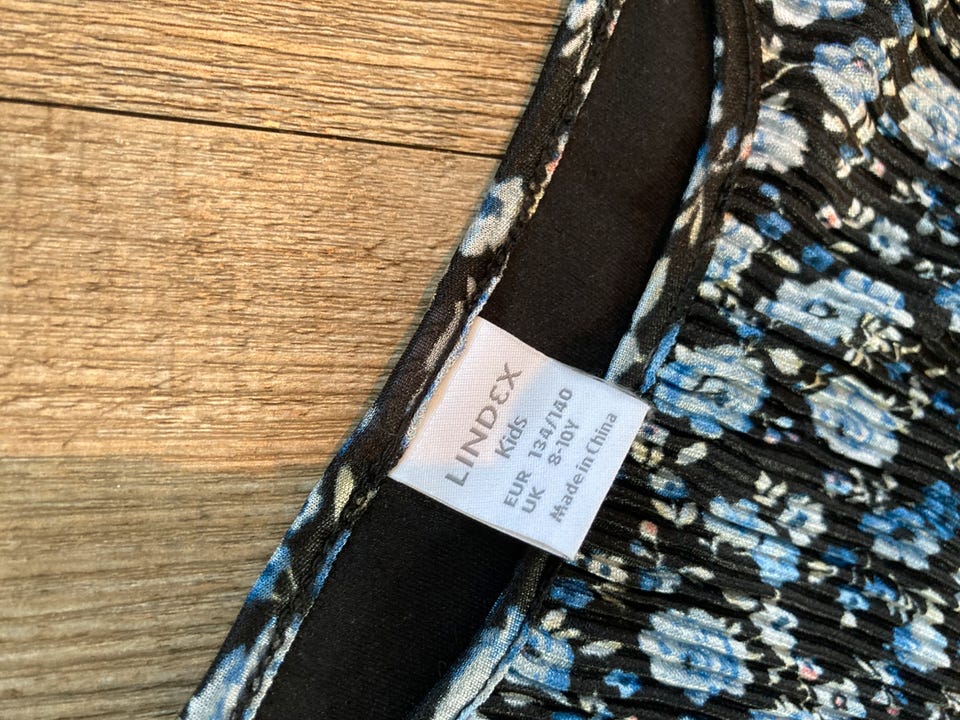 LINDEX
Kids
EUR 134/140
UK 8-10Y
Made in China